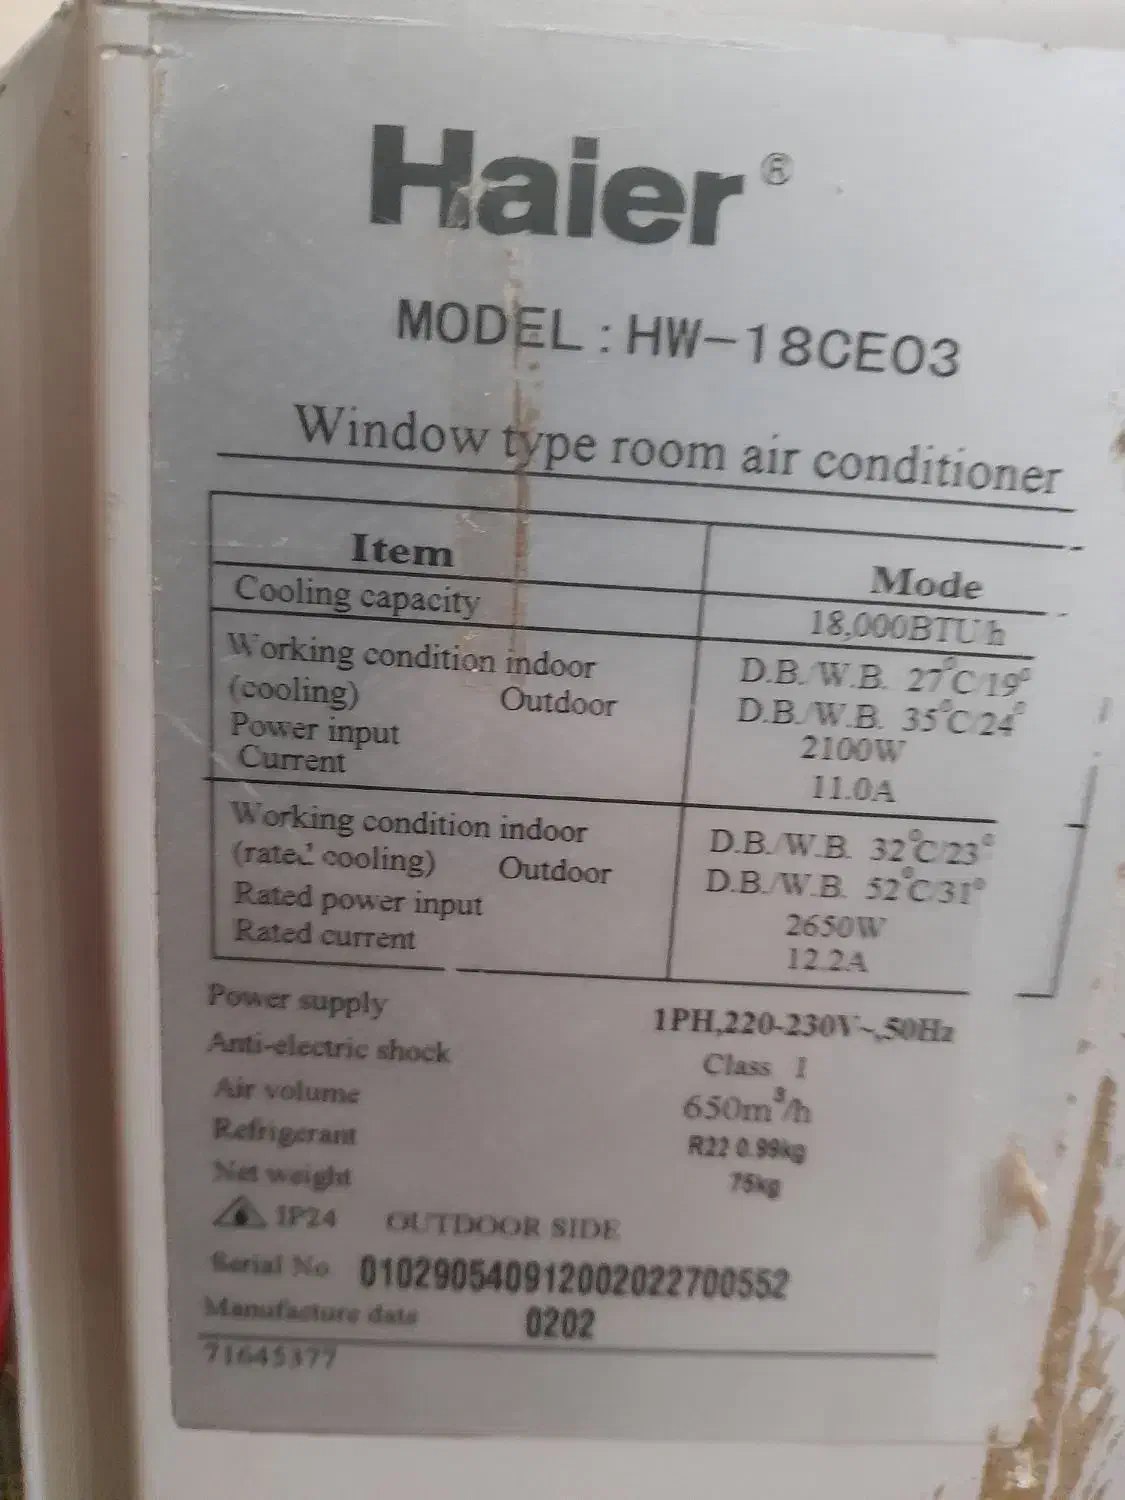 Haier®
MODEL : HW-18CE03
Window type room air conditioner
Item Mode
Cooling capacity 18,000BTU/h
Working condition indoor D.B./W.B. 27°C/19°
(cooling) Outdoor D.B./W.B. 35°C/24°
Power input 2100W
Current 11.0A
Working condition indoor D.B./W.B. 32°C/23°
(rated cooling) Outdoor D.B./W.B. 52°C/31°
Rated power input 2650W
Rated current 12.2A
Power supply 1PH,220-230V~,50Hz
Anti-electric shock Class I
Air volume 650m³/h
Refrigerant R22 0.99kg
Net weight 75kg
IP24 OUTDOOR SIDE
Serial No 010290540912002022700552
Manufacture date 0202
71645377